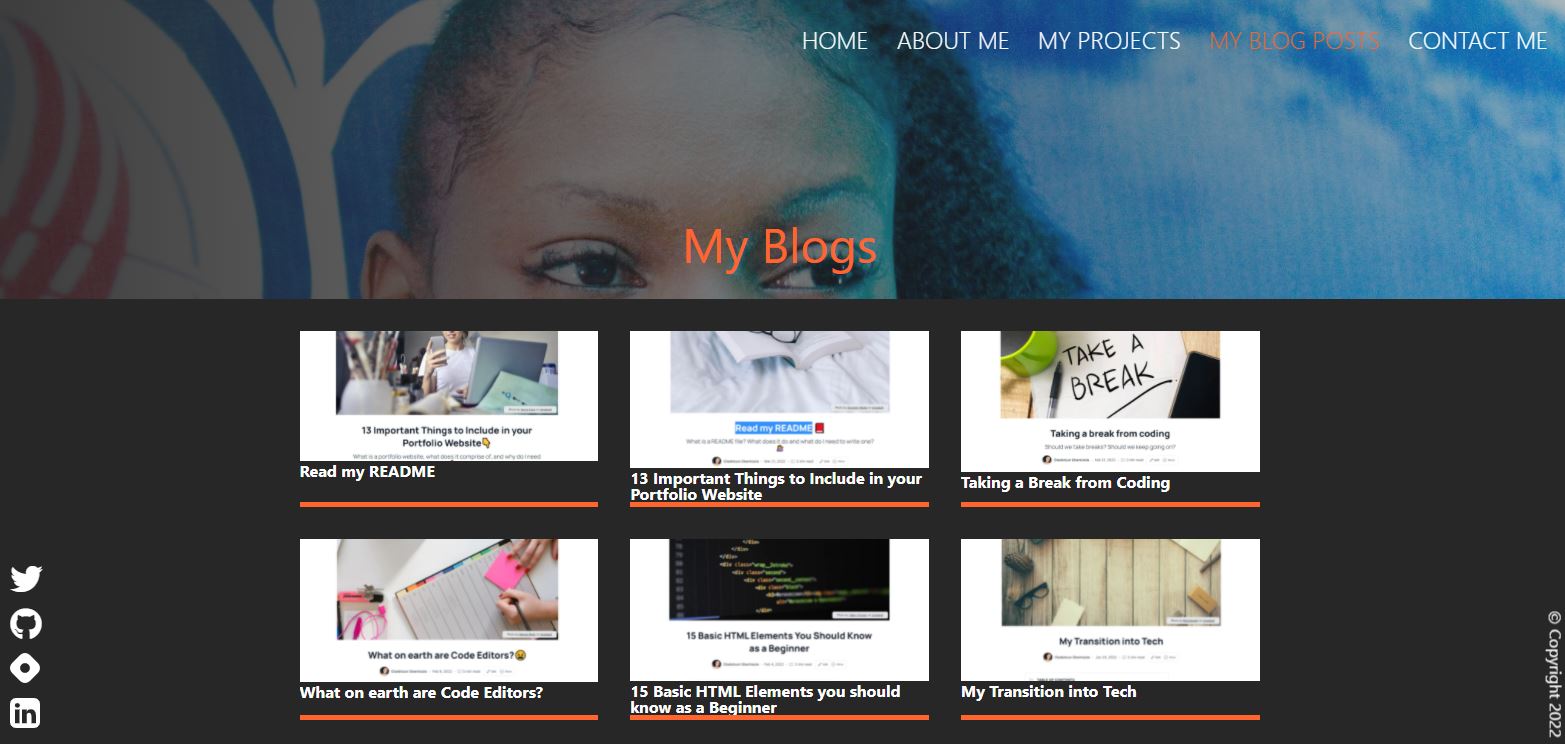 HOME ABOUT ME MY PROJECTS MY BLOG POSTS CONTACT ME
My Blogs
13 Important Things to Include in your
Portfolio Website
What is a portfolio website, what does it comprise of, and why do I need
Read my README
Read my README
What is a README file? What does it do and what do I need to write one?
13 Important Things to Include in your
Portfolio Website
TAKE A
BREAK
Taking a break from coding
Should we take breaks? Should we keep going on?
Taking a Break from Coding
What on earth are Code Editors?
What on earth are Code Editors?
15 Basic HTML Elements You Should Know
as a Beginner
15 Basic HTML Elements you should
know as a Beginner
My Transition into Tech
TABLE OF CONTENTS
My Transition into Tech
in
© Copyright 2022